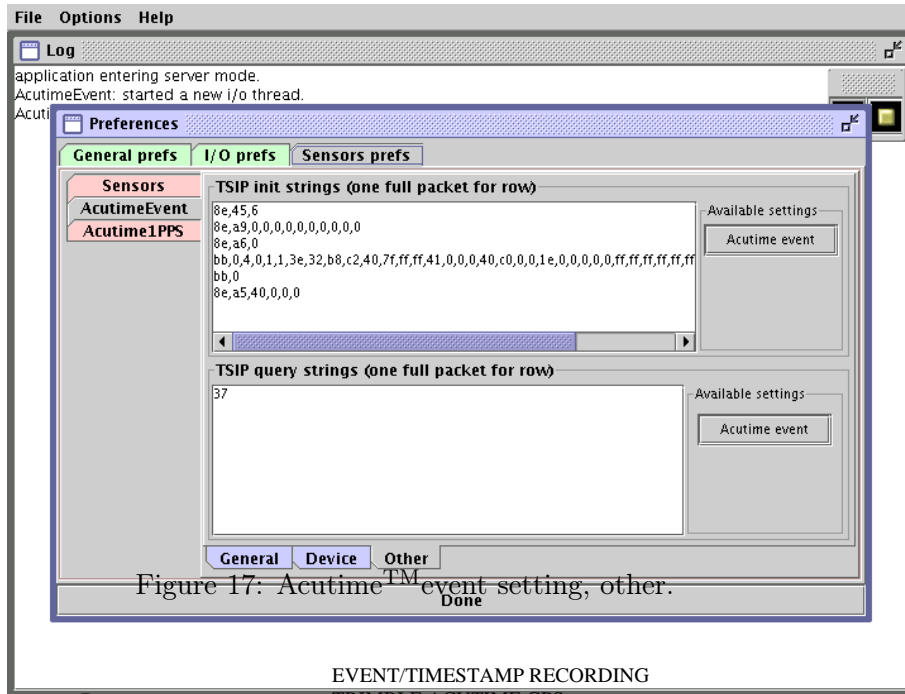 File Options Help
Log
application entering server mode.
AcutimeEvent: started a new i/o thread.
Acuti
Preferences
General prefs I/O prefs Sensors prefs
Sensors
AcutimeEvent
Acutime1PPS
TSIP init strings (one full packet for row)
8e,45,6
8e,a9,0,0,0,0,0,0,0,0,0,0
8e,a6,0
bb,0,4,0,1,1,3e,32,b8,c2,40,7f,ff,ff,41,0,0,0,40,c0,0,0,1e,0,0,0,0,0,ff,ff,ff,ff,ff,ff
bb,0
8e,a5,40,0,0,0
Available settings
Acutime event
TSIP query strings (one full packet for row)
37
Available settings
Acutime event
General Device Other
Figure 17: Acutime™event setting, other.
Done
EVENT/TIMESTAMP RECORDING
TRIMBLE ACUTIME GPS